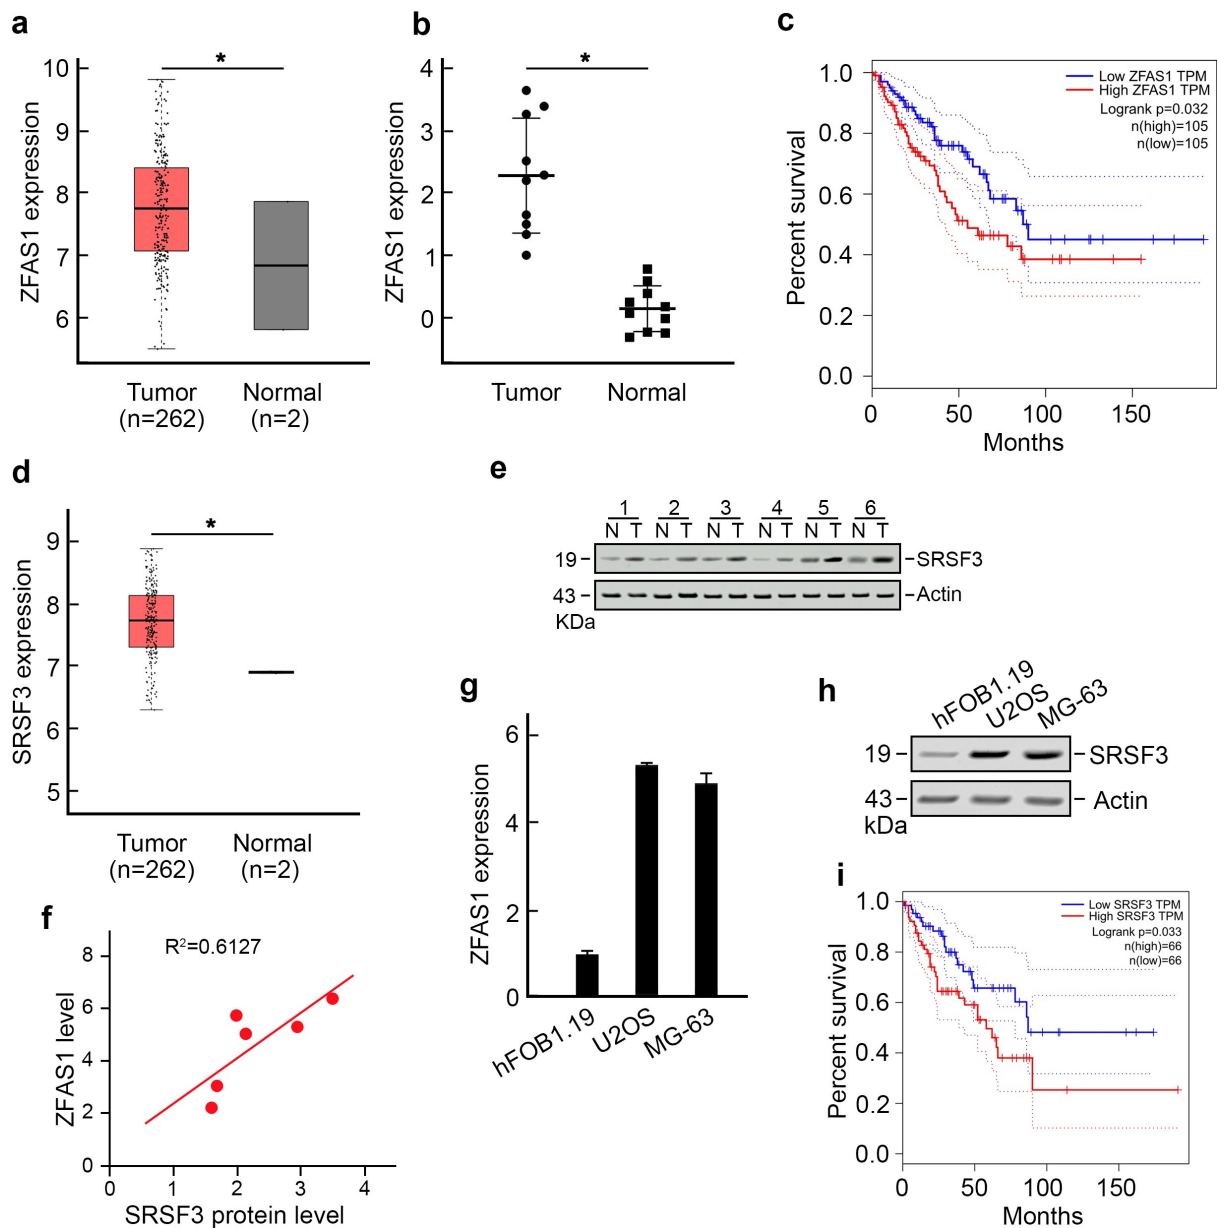 a
ZFAS1 expression
10
9
8
7
6
*
Tumor
(n=262)
Normal
(n=2)
b
ZFAS1 expression
4
3
2
1
0
*
Tumor
Normal
c
Percent survival
1.0
0.8
0.6
0.4
0.2
0.0
Low ZFAS1 TPM
High ZFAS1 TPM
Logrank p=0.032
n(high)=105
n(low)=105
0 50 100 150
Months
d
SRSF3 expression
9
8
7
6
5
*
Tumor
(n=262)
Normal
(n=2)
e
1 2 3 4 5 6
N T N T N T N T N T N T
19 SRSF3
43 Actin
KDa
f
ZFAS1 level
R²=0.6127
8
6
4
2
0
0 1 2 3 4
SRSF3 protein level
g
ZFAS1 expression
6
4
2
0
hFOB1.19
U2OS
MG-63
h
hFOB1.19
U2OS
MG-63
19 SRSF3
43 Actin
kDa
i
Percent survival
1.0
0.8
0.6
0.4
0.2
0.0
Low SRSF3 TPM
High SRSF3 TPM
Logrank p=0.033
n(high)=66
n(low)=66
0 50 100 150
Months